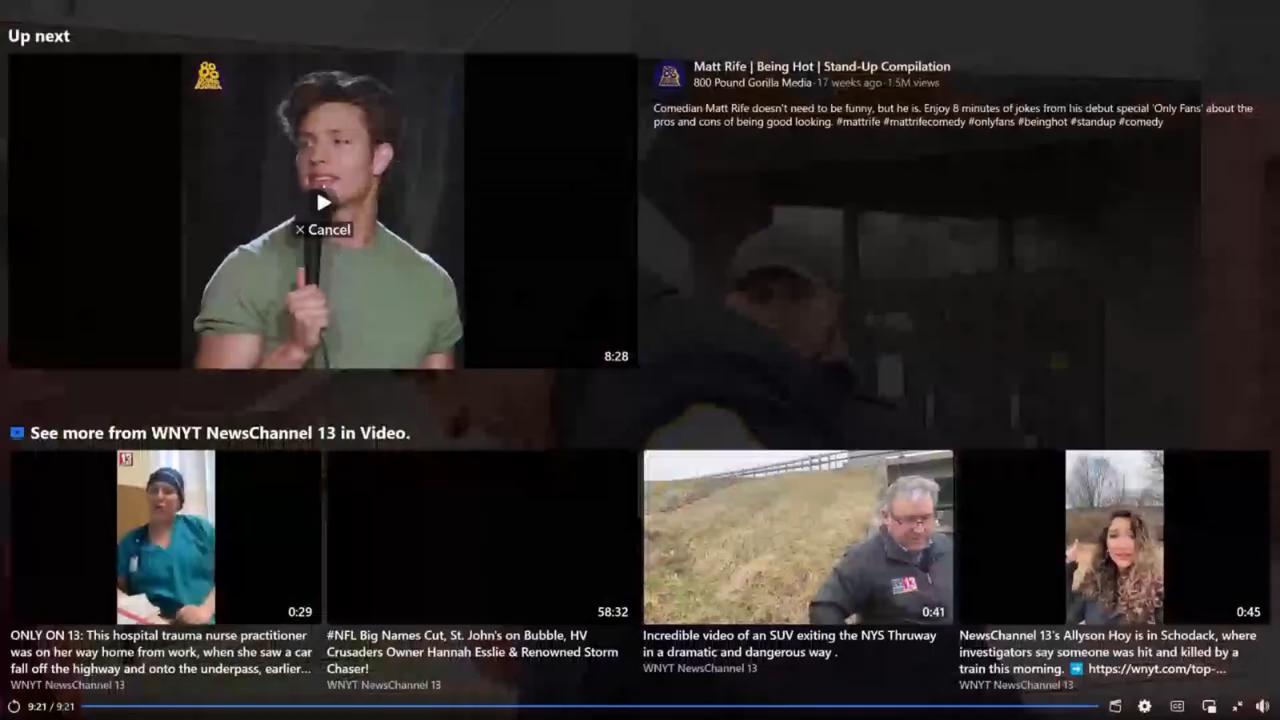 Up next
Matt Rife | Being Hot | Stand-Up Compilation
800 Pound Gorilla Media · 17 weeks ago · 1.5M views
Comedian Matt Rife doesn't need to be funny, but he is. Enjoy 8 minutes of jokes from his debut special 'Only Fans' about the
pros and cons of being good looking. #mattrife #mattrifecomedy #onlyfans #beinghot #standup #comedy
× Cancel
8:28
See more from WNYT NewsChannel 13 in Video.
13
0:29
58:32
13
0:41
0:45
ONLY ON 13: This hospital trauma nurse practitioner
was on her way home from work, when she saw a car
fall off the highway and onto the underpass, earlier...
WNYT NewsChannel 13
#NFL Big Names Cut, St. John's on Bubble, HV
Crusaders Owner Hannah Esslie & Renowned Storm
Chaser!
WNYT NewsChannel 13
Incredible video of an SUV exiting the NYS Thruway
in a dramatic and dangerous way .
WNYT NewsChannel 13
NewsChannel 13's Allyson Hoy is in Schodack, where
investigators say someone was hit and killed by a
train this morning. ➡️ https://wnyt.com/top-...
WNYT NewsChannel 13
9:21 / 9:21
CC